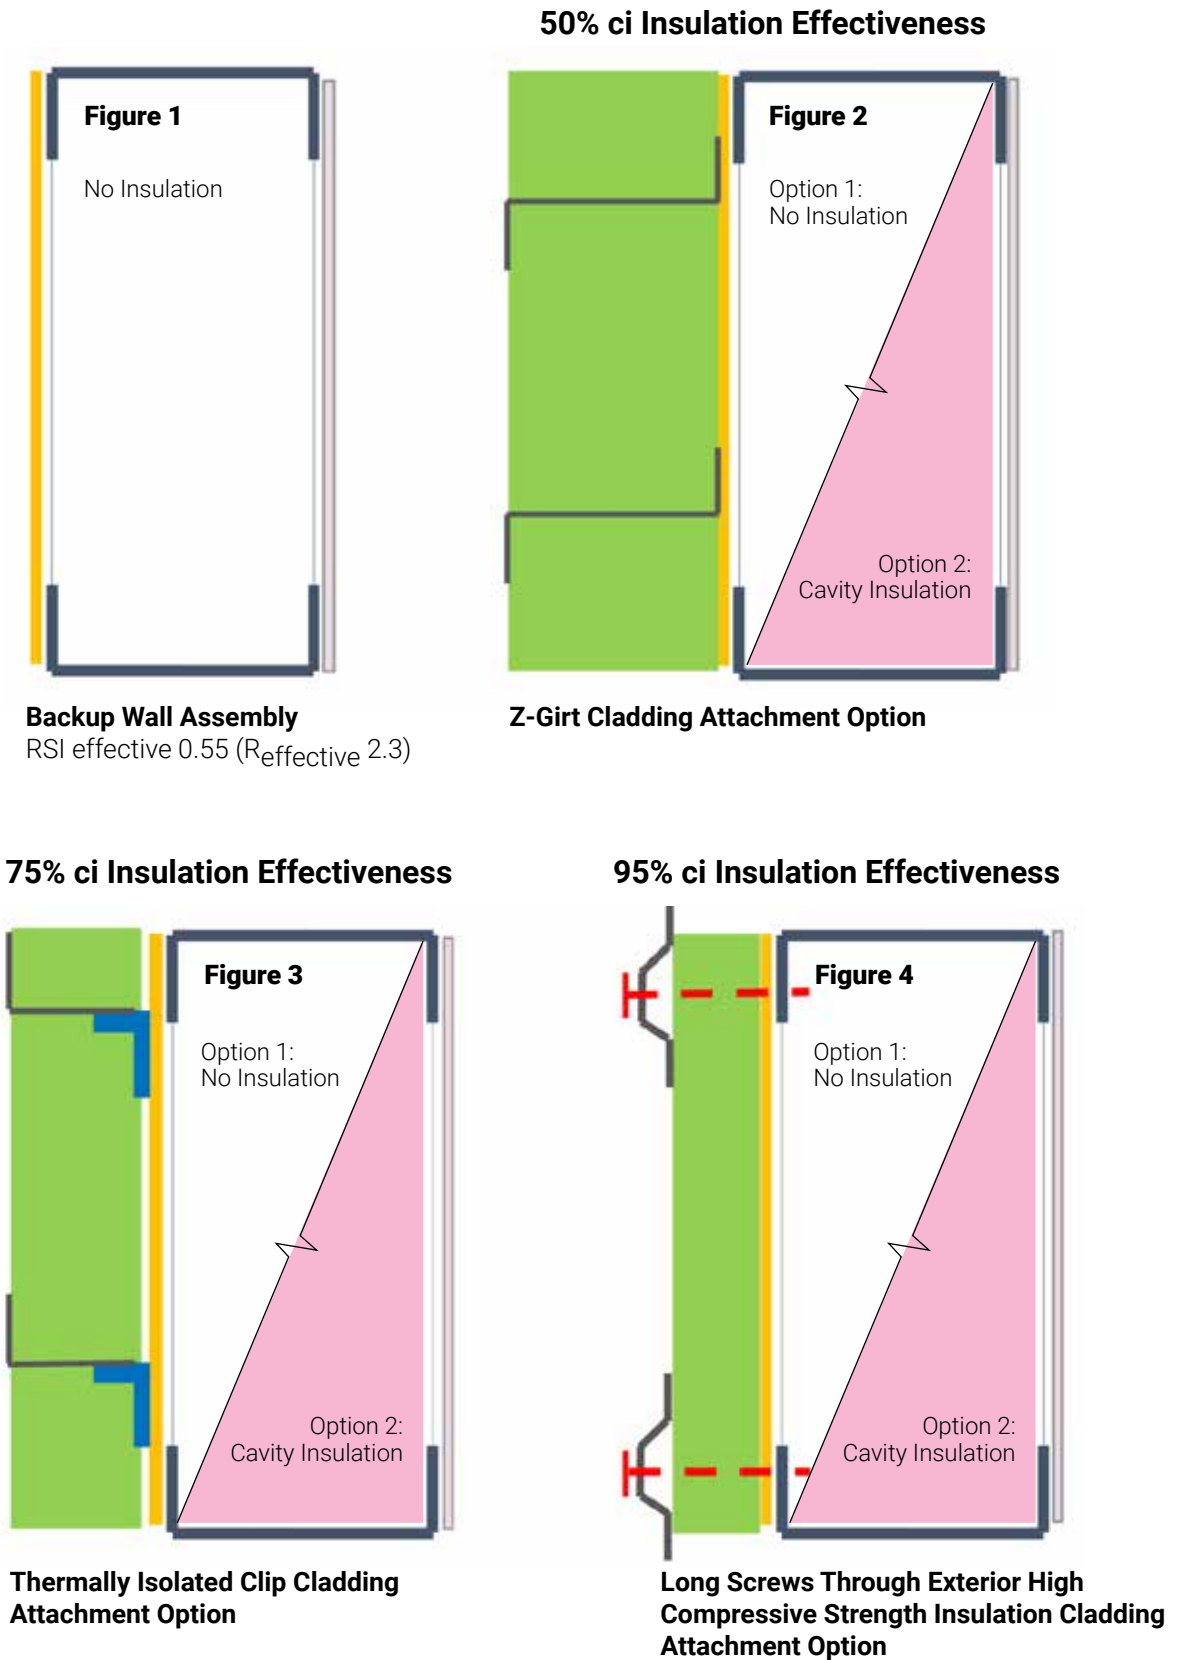 50% ci Insulation Effectiveness
Figure 1
No Insulation
Figure 2
Option 1:
No Insulation
Option 2:
Cavity Insulation
Backup Wall Assembly
RSI effective 0.55 (Reffective 2.3)
Z-Girt Cladding Attachment Option
75% ci Insulation Effectiveness
95% ci Insulation Effectiveness
Figure 3
Option 1:
No Insulation
Option 2:
Cavity Insulation
Figure 4
Option 1:
No Insulation
Option 2:
Cavity Insulation
Thermally Isolated Clip Cladding
Attachment Option
Long Screws Through Exterior High
Compressive Strength Insulation Cladding
Attachment Option